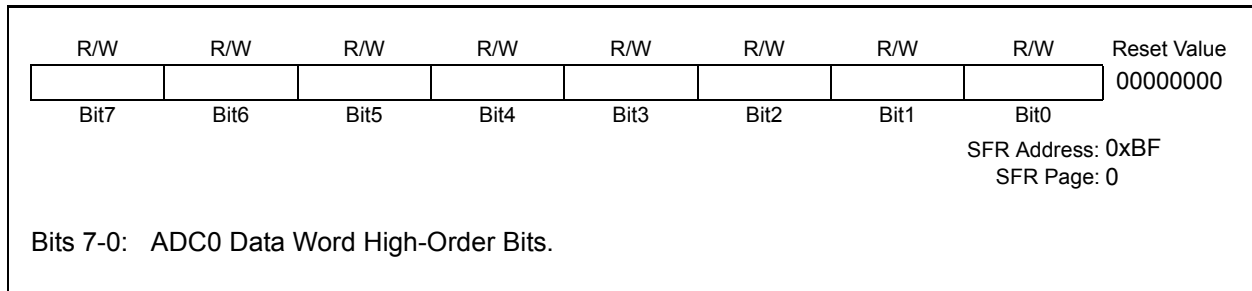 R/W R/W R/W R/W R/W R/W R/W R/W Reset Value
00000000
Bit7 Bit6 Bit5 Bit4 Bit3 Bit2 Bit1 Bit0
SFR Address: 0xBF
SFR Page: 0
Bits 7-0: ADC0 Data Word High-Order Bits.